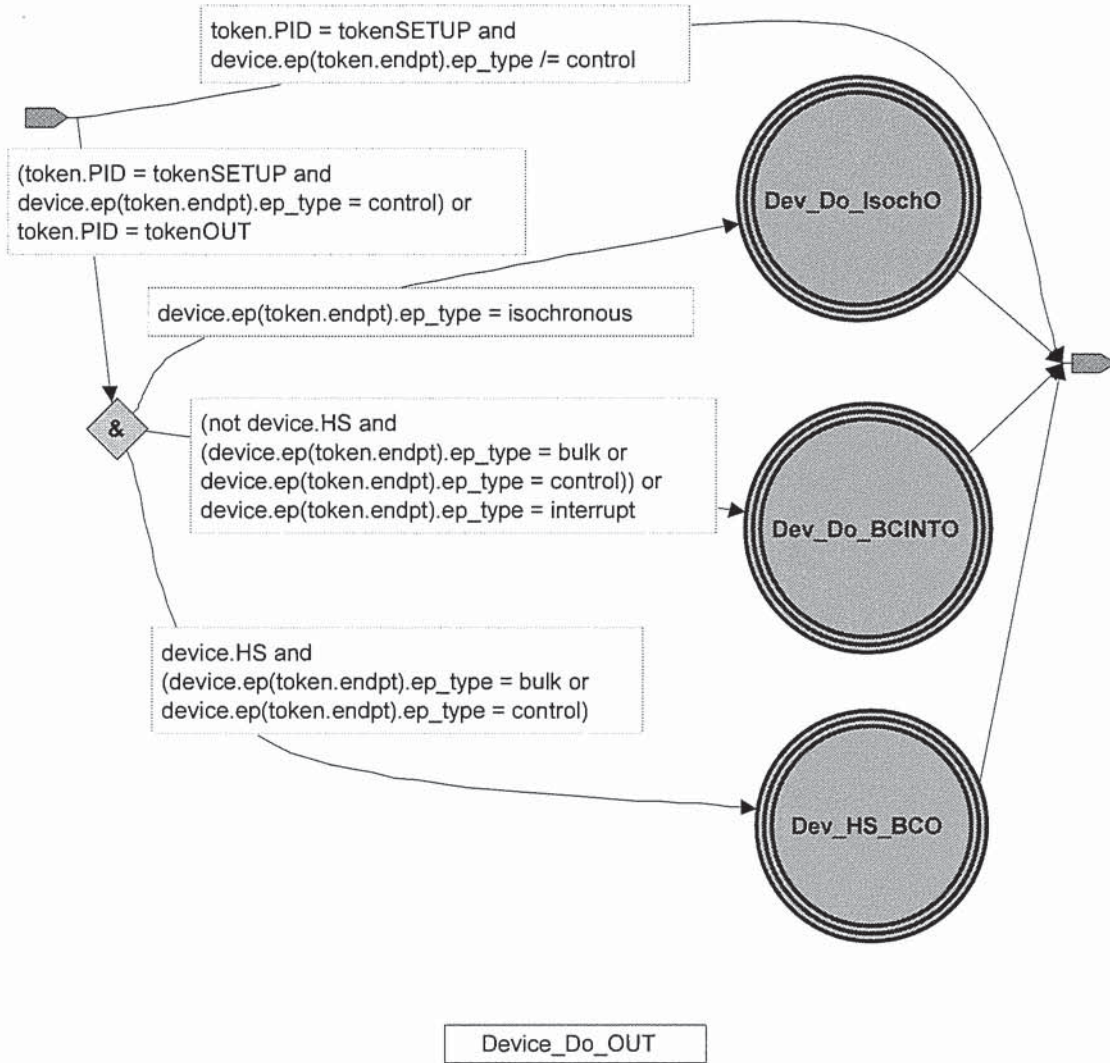 token.PID = tokenSETUP and
device.ep(token.endpt).ep_type /= control
(token.PID = tokenSETUP and
device.ep(token.endpt).ep_type = control) or
token.PID = tokenOUT
Dev_Do_IsochO
device.ep(token.endpt).ep_type = isochronous
&
(not device.HS and
(device.ep(token.endpt).ep_type = bulk or
device.ep(token.endpt).ep_type = control)) or
device.ep(token.endpt).ep_type = interrupt
Dev_Do_BCINTO
device.HS and
(device.ep(token.endpt).ep_type = bulk or
device.ep(token.endpt).ep_type = control)
Dev_HS_BCO
Device_Do_OUT